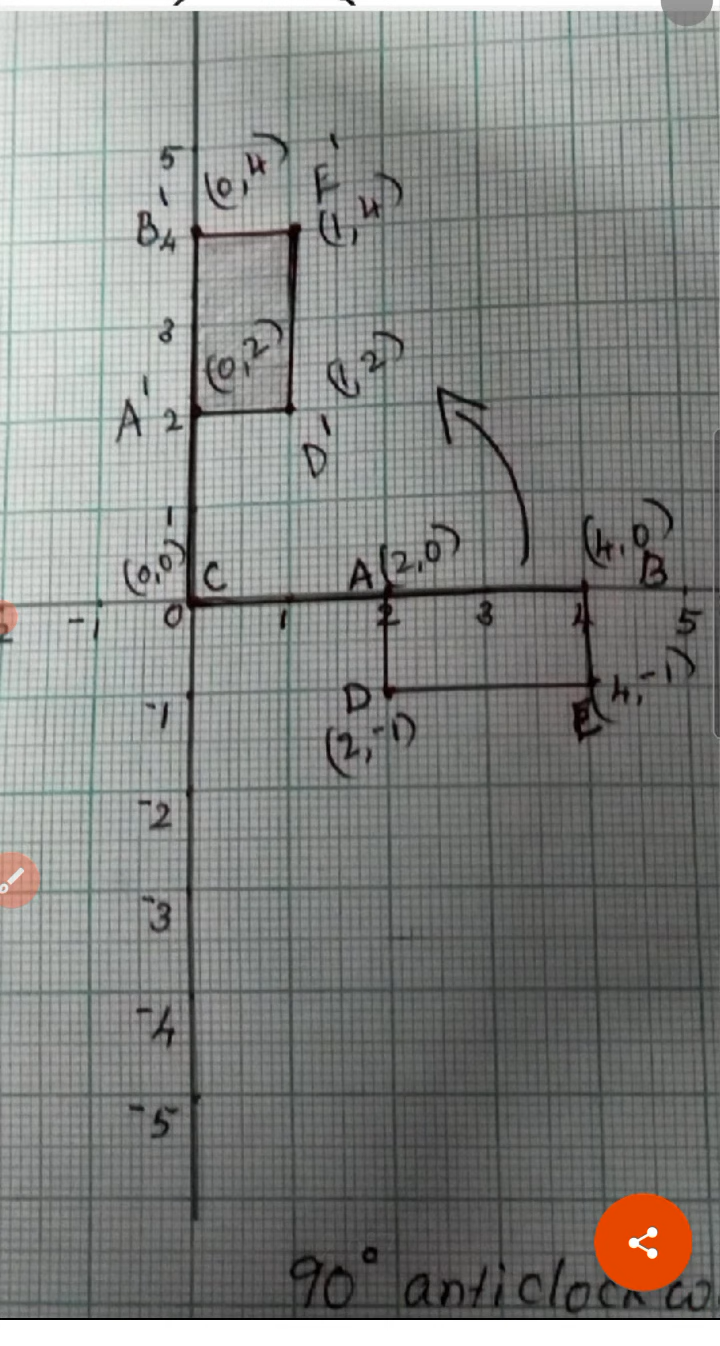 5
(0,4)
E'
B'
4
(1,4)
3
(0,2)
(1,2)
A'
2
D'
1
(0,0)
C
A(2,0)
(4,0)
B
-1
0
1
2
3
4
5
D
E(4,-1)
-1
(2,-1)
-2
-3
-4
-5
90° anticlock